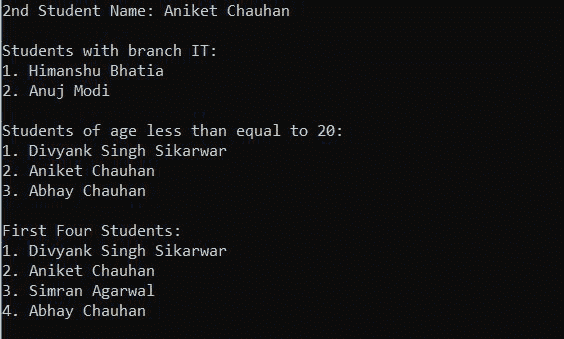 2nd Student Name: Aniket Chauhan
Students with branch IT:
1. Himanshu Bhatia
2. Anuj Modi
Students of age less than equal to 20:
1. Divyank Singh Sikarwar
2. Aniket Chauhan
3. Abhay Chauhan
First Four Students:
1. Divyank Singh Sikarwar
2. Aniket Chauhan
3. Simran Agarwal
4. Abhay Chauhan